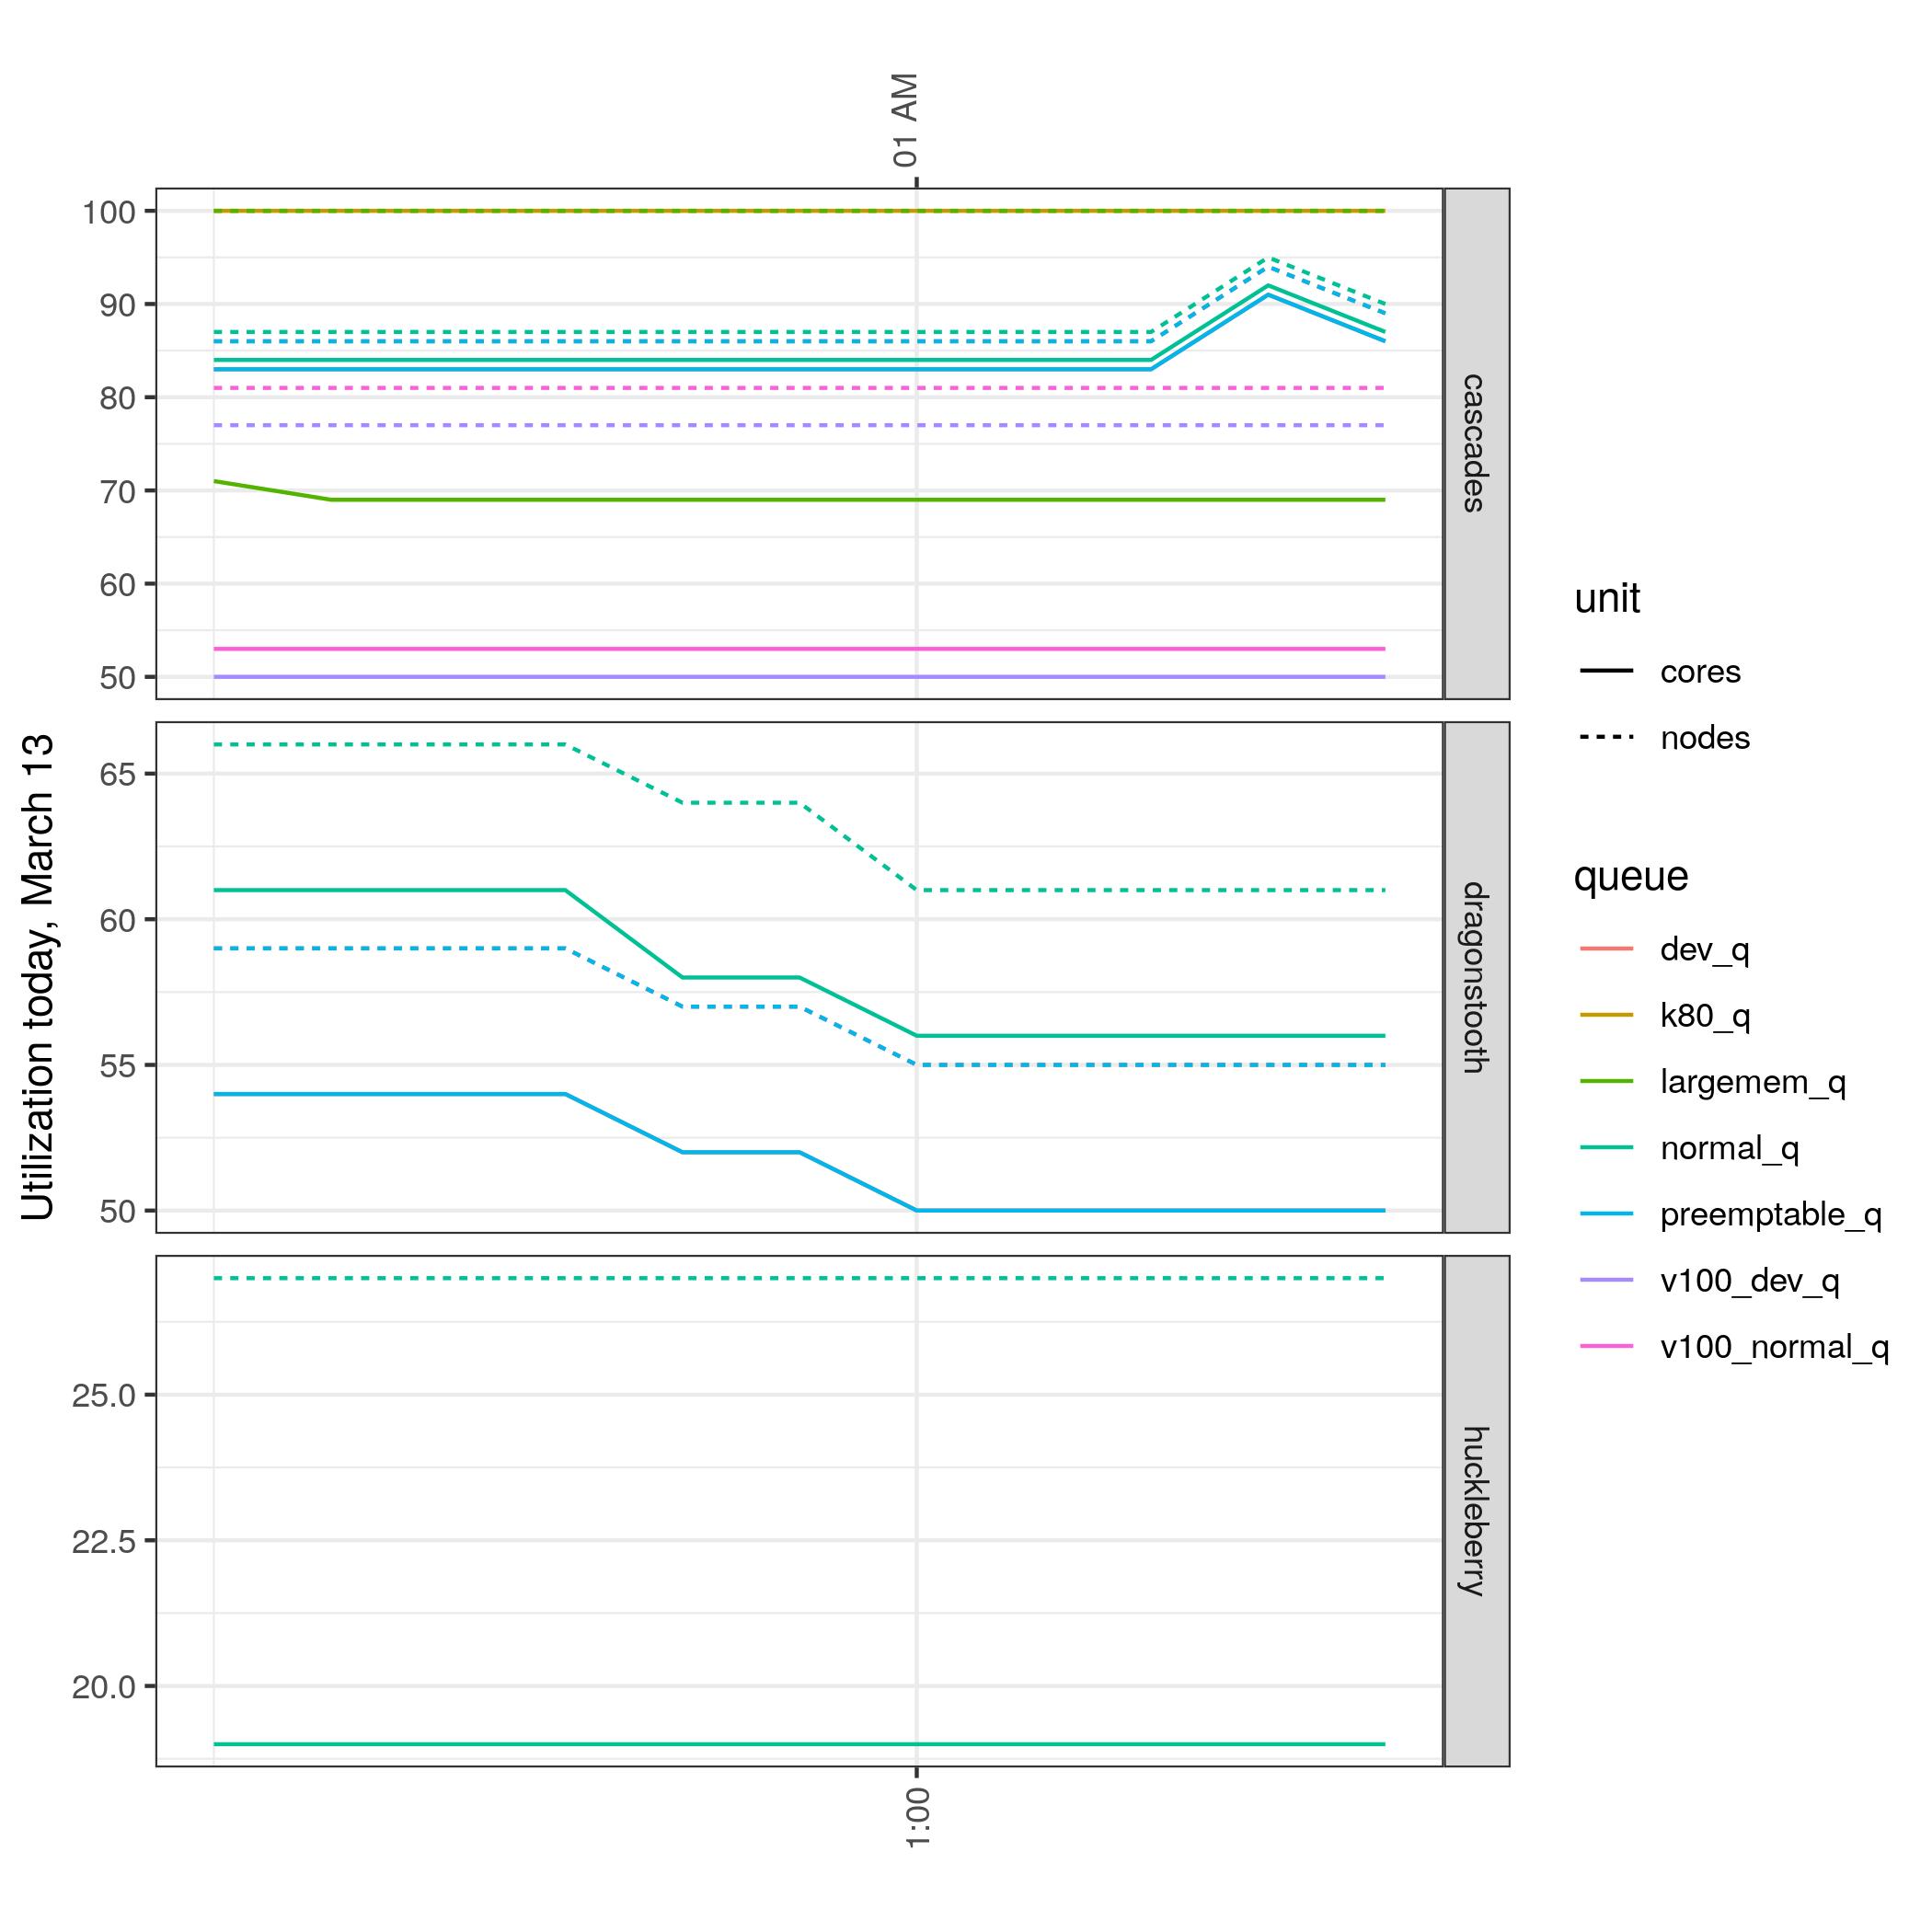 01 AM
100
90
80
70
60
50
cascades
65
60
55
50
dragonstooth
25.0
22.5
20.0
huckleberry
1:00
Utilization today, March 13
unit
cores
nodes
queue
dev_q
k80_q
largemem_q
normal_q
preemptable_q
v100_dev_q
v100_normal_q